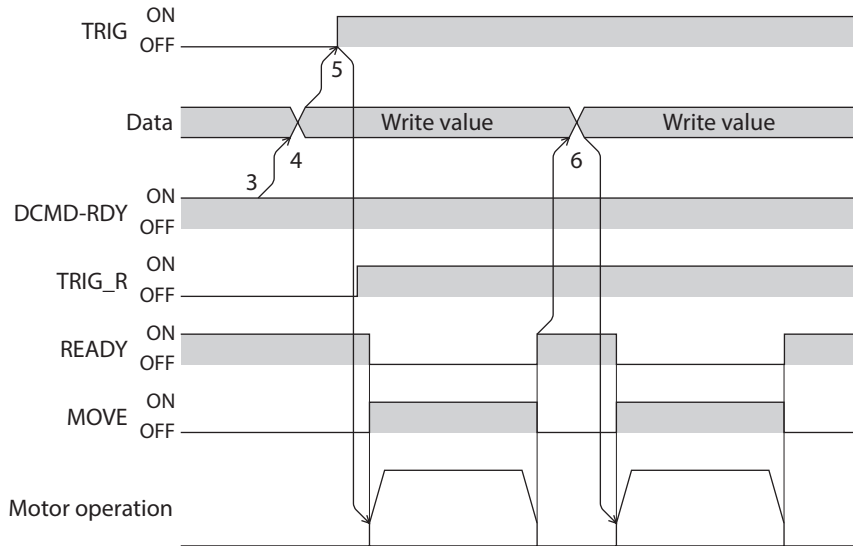 TRIG ON
OFF
5
Data Write value Write value
4 6
3
DCMD-RDY ON
OFF
TRIG_R ON
OFF
READY ON
OFF
MOVE ON
OFF
Motor operation